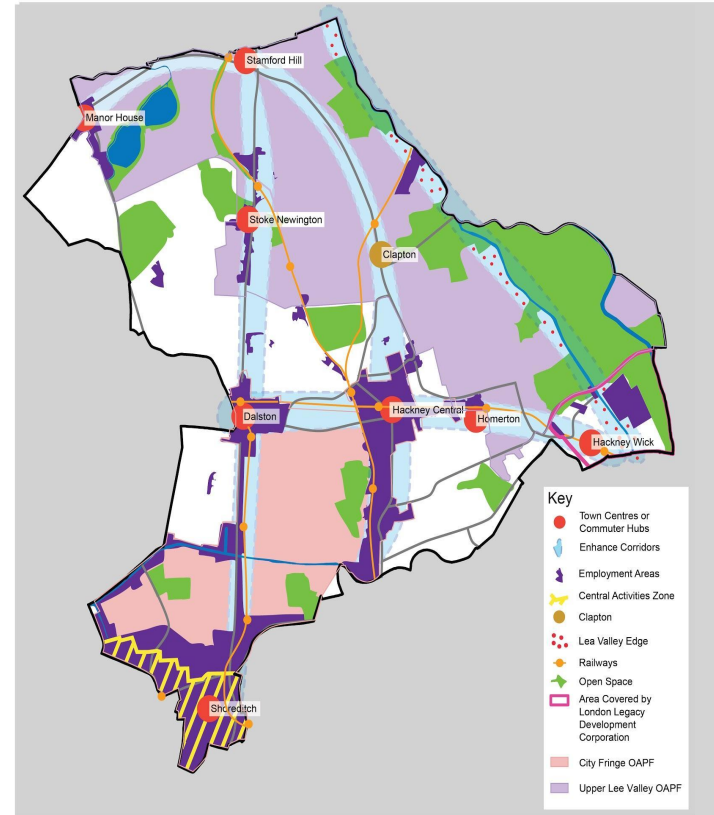 Stamford Hill
Manor House
Stoke Newington
Clapton
Dalston
Hackney Central
Homerton
Hackney Wick
Shoreditch
Key
Town Centres or
Commuter Hubs
Enhance Corridors
Employment Areas
Central Activities Zone
Clapton
Lea Valley Edge
Railways
Open Space
Area Covered by
London Legacy
Development
Corporation
City Fringe OAPF
Upper Lee Valley OAPF